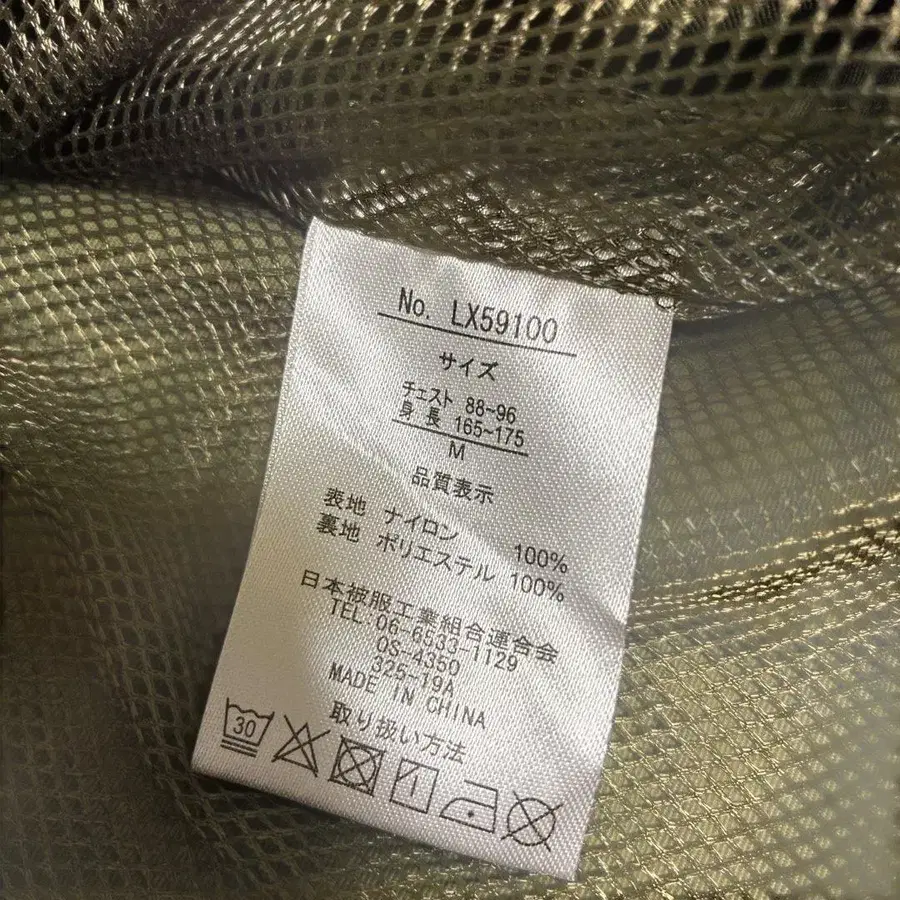 No. LX59100
サイズ
チェスト 88-96
身長 165-175
M
品質表示
表地 ナイロン 100%
裏地 ポリエステル 100%
日本被服工業組合連合会
TEL:06-6533-1129
OS-4350
325-19A
MADE IN CHINA
取り扱い方法
30